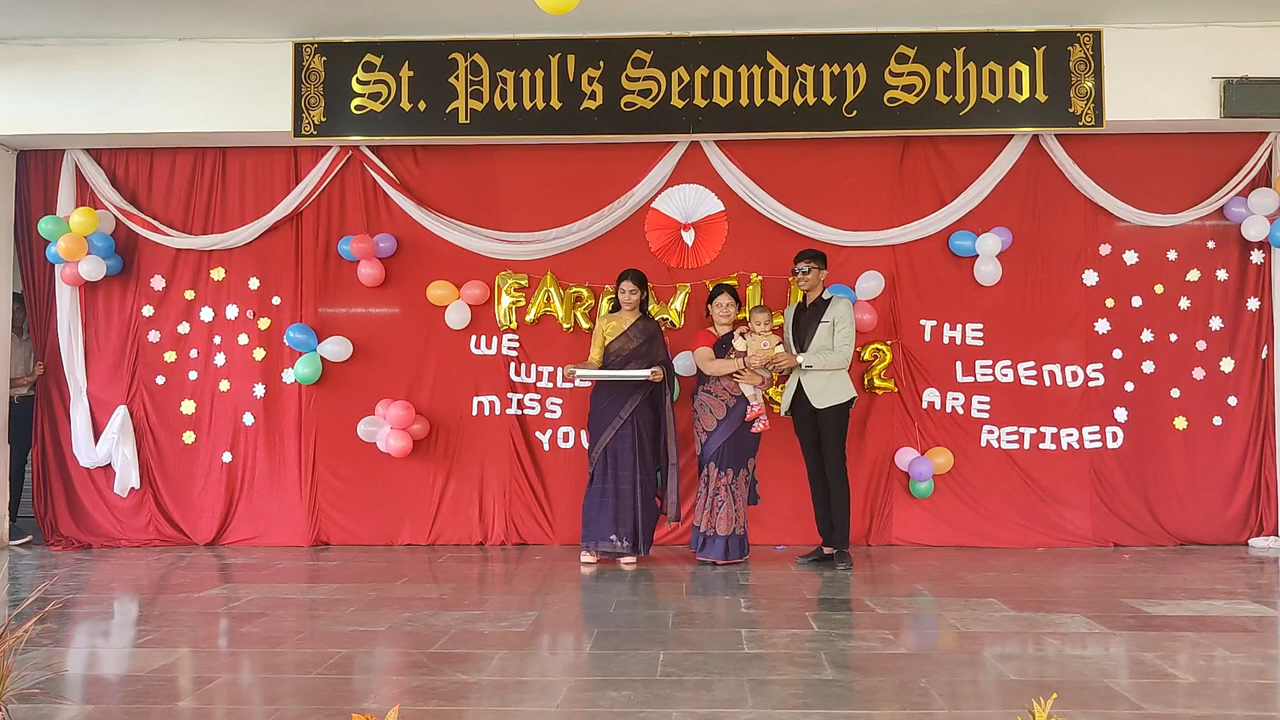 St. Paul's Secondary School
WE
WILL
MISS
YOU
THE
LEGENDS
ARE
RETIRED